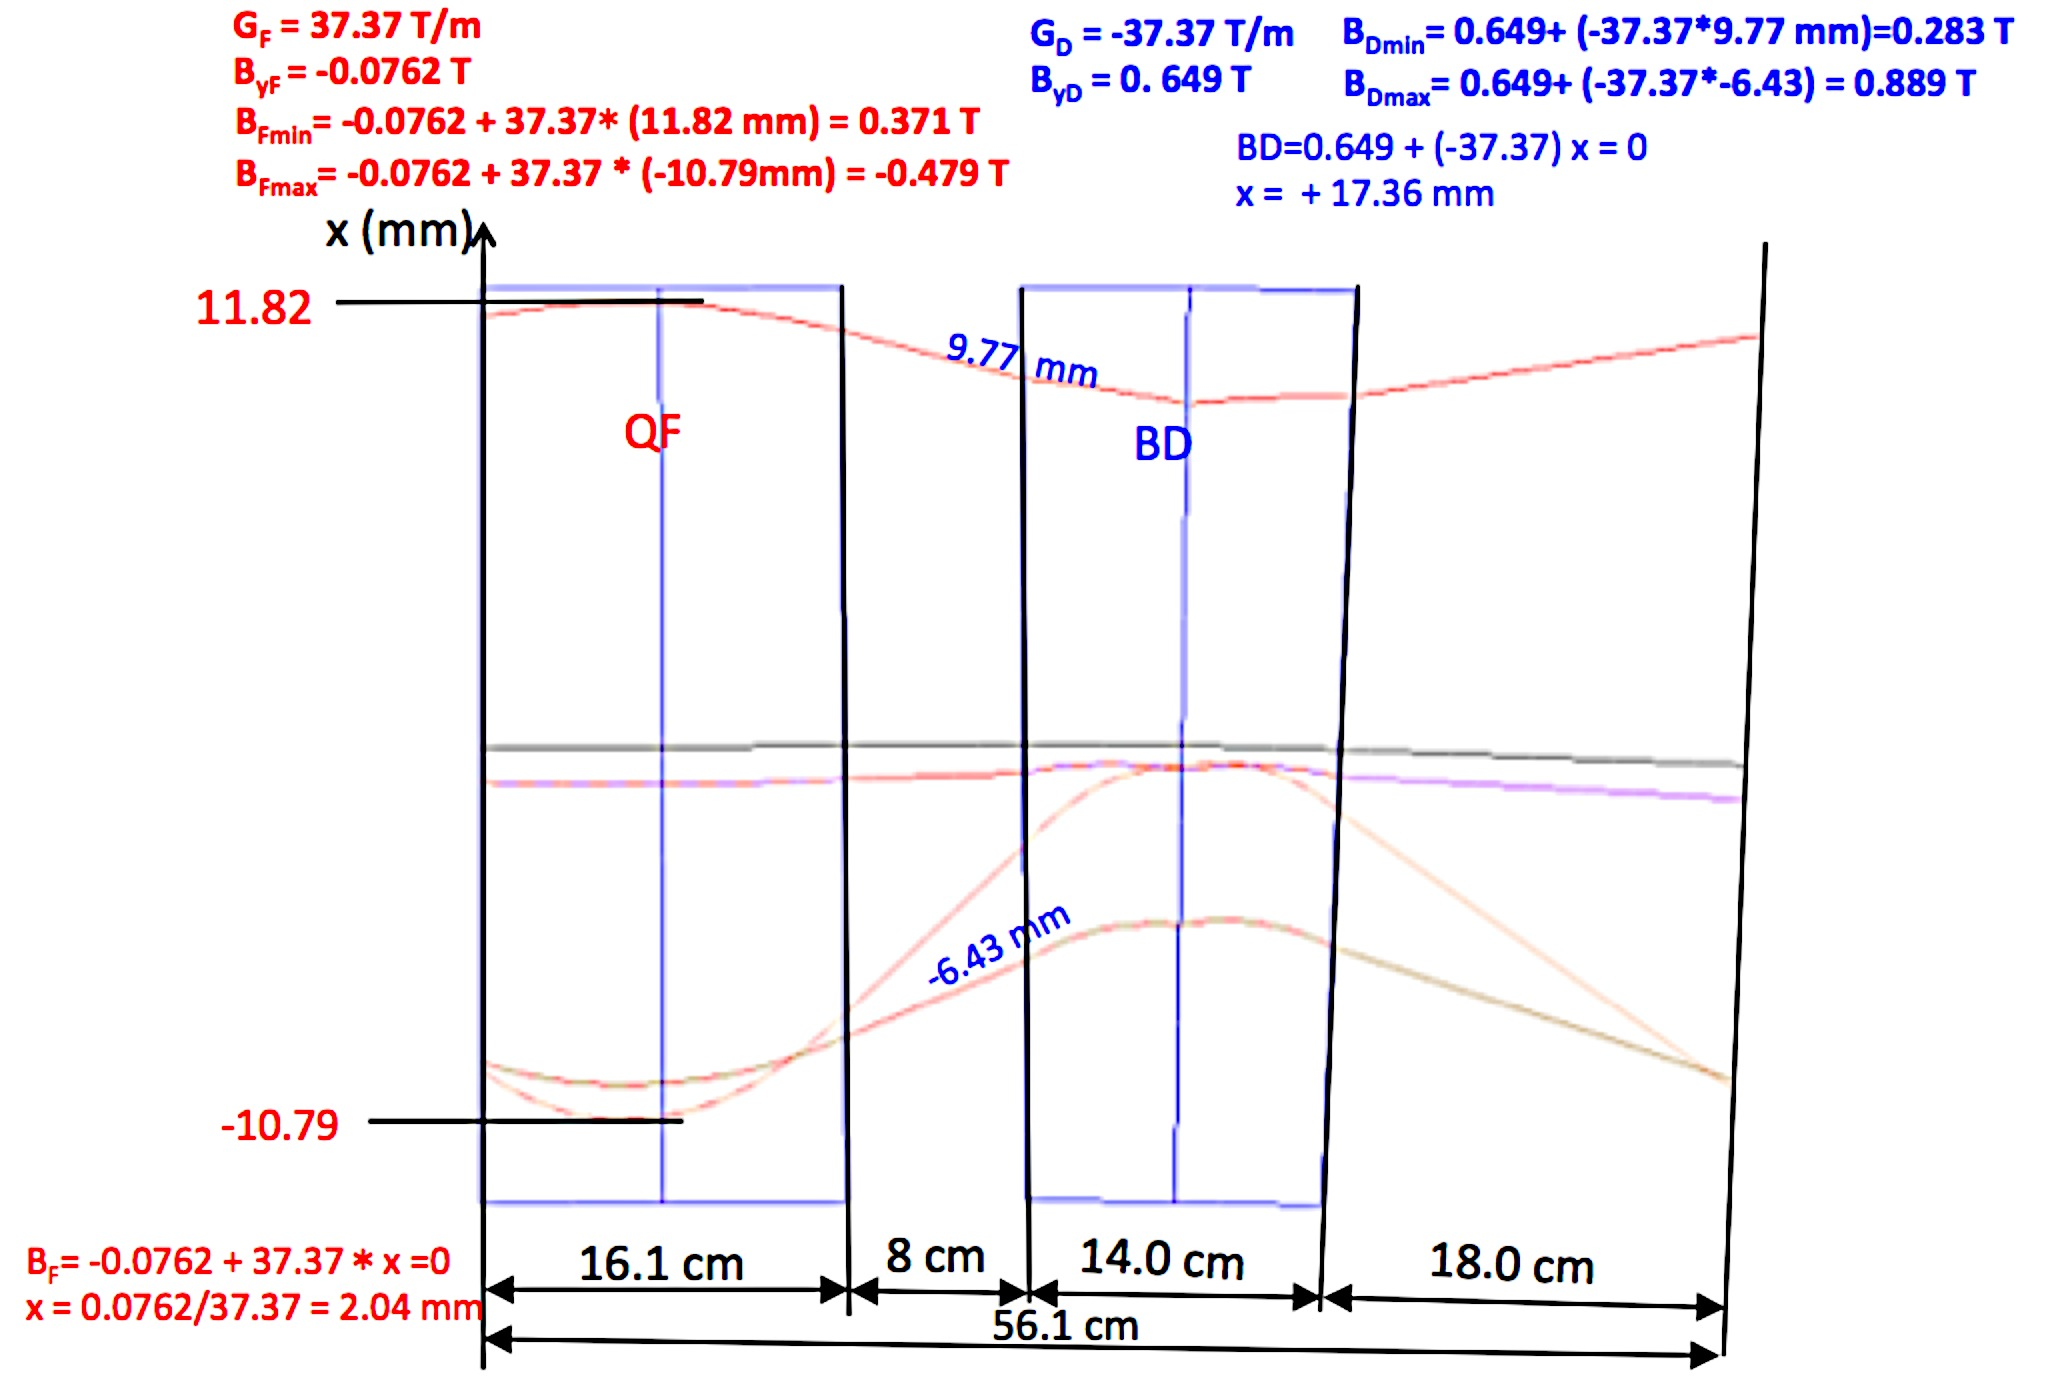 G_F = 37.37 T/m
B_yF = -0.0762 T
B_Fmin= -0.0762 + 37.37* (11.82 mm) = 0.371 T
B_Fmax= -0.0762 + 37.37 * (-10.79mm) = -0.479 T
G_D = -37.37 T/m
B_yD = 0. 649 T
B_Dmin= 0.649+ (-37.37*9.77 mm)=0.283 T
B_Dmax= 0.649+ (-37.37*-6.43) = 0.889 T
BD=0.649 + (-37.37) x = 0
x = + 17.36 mm
x (mm)
11.82
9.77 mm
QF
BD
-6.43 mm
-10.79
B_F= -0.0762 + 37.37 * x =0
x = 0.0762/37.37 = 2.04 mm
16.1 cm
8 cm
14.0 cm
18.0 cm
56.1 cm